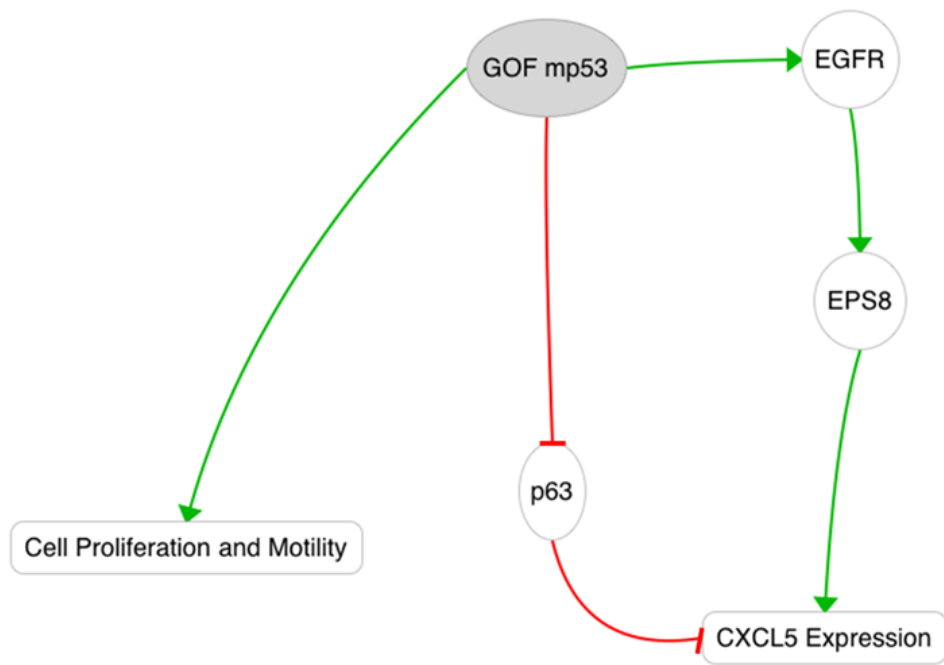 GOF mp53
EGFR
EPS8
p63
Cell Proliferation and Motility
CXCL5 Expression